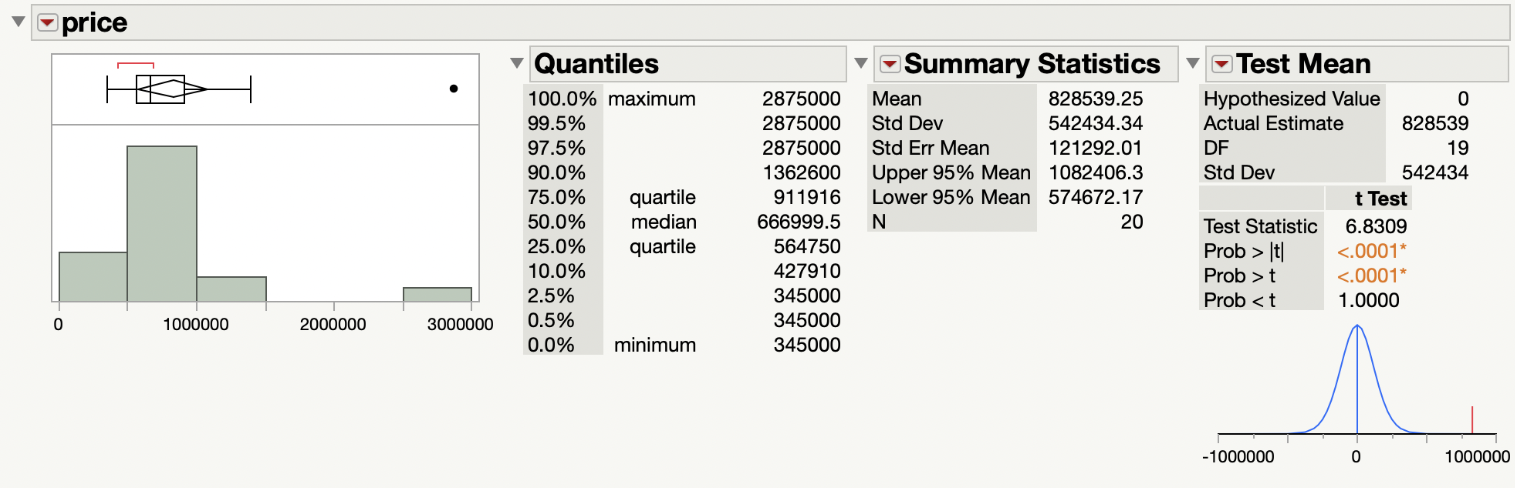 price
Quantiles
100.0% maximum 2875000
99.5% 2875000
97.5% 2875000
90.0% 1362600
75.0% quartile 911916
50.0% median 666999.5
25.0% quartile 564750
10.0% 427910
2.5% 345000
0.5% 345000
0.0% minimum 345000
Summary Statistics
Mean 828539.25
Std Dev 542434.34
Std Err Mean 121292.01
Upper 95% Mean 1082406.3
Lower 95% Mean 574672.17
N 20
Test Mean
Hypothesized Value 0
Actual Estimate 828539
DF 19
Std Dev 542434
t Test
Test Statistic 6.8309
Prob > |t| <.0001*
Prob > t <.0001*
Prob < t 1.0000
0 1000000 2000000 3000000
-1000000 0 1000000